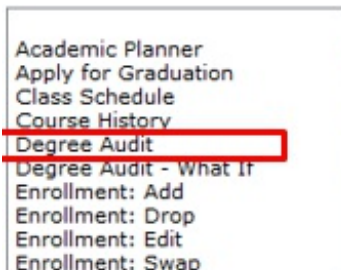 Academic Planner
Apply for Graduation
Class Schedule
Course History
Degree Audit
Degree Audit - What If
Enrollment: Add
Enrollment: Drop
Enrollment: Edit
Enrollment: Swap